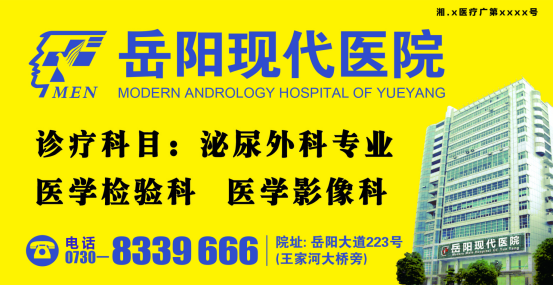 湘.x医疗广第xxxx号
MEN
岳阳现代医院
MODERN ANDROLOGY HOSPITAL OF YUEYANG
诊疗科目：泌尿外科专业
医学检验科 医学影像科
电话
0730—8339 666
院址: 岳阳大道223号
(王家河大桥旁)
岳阳现代医院